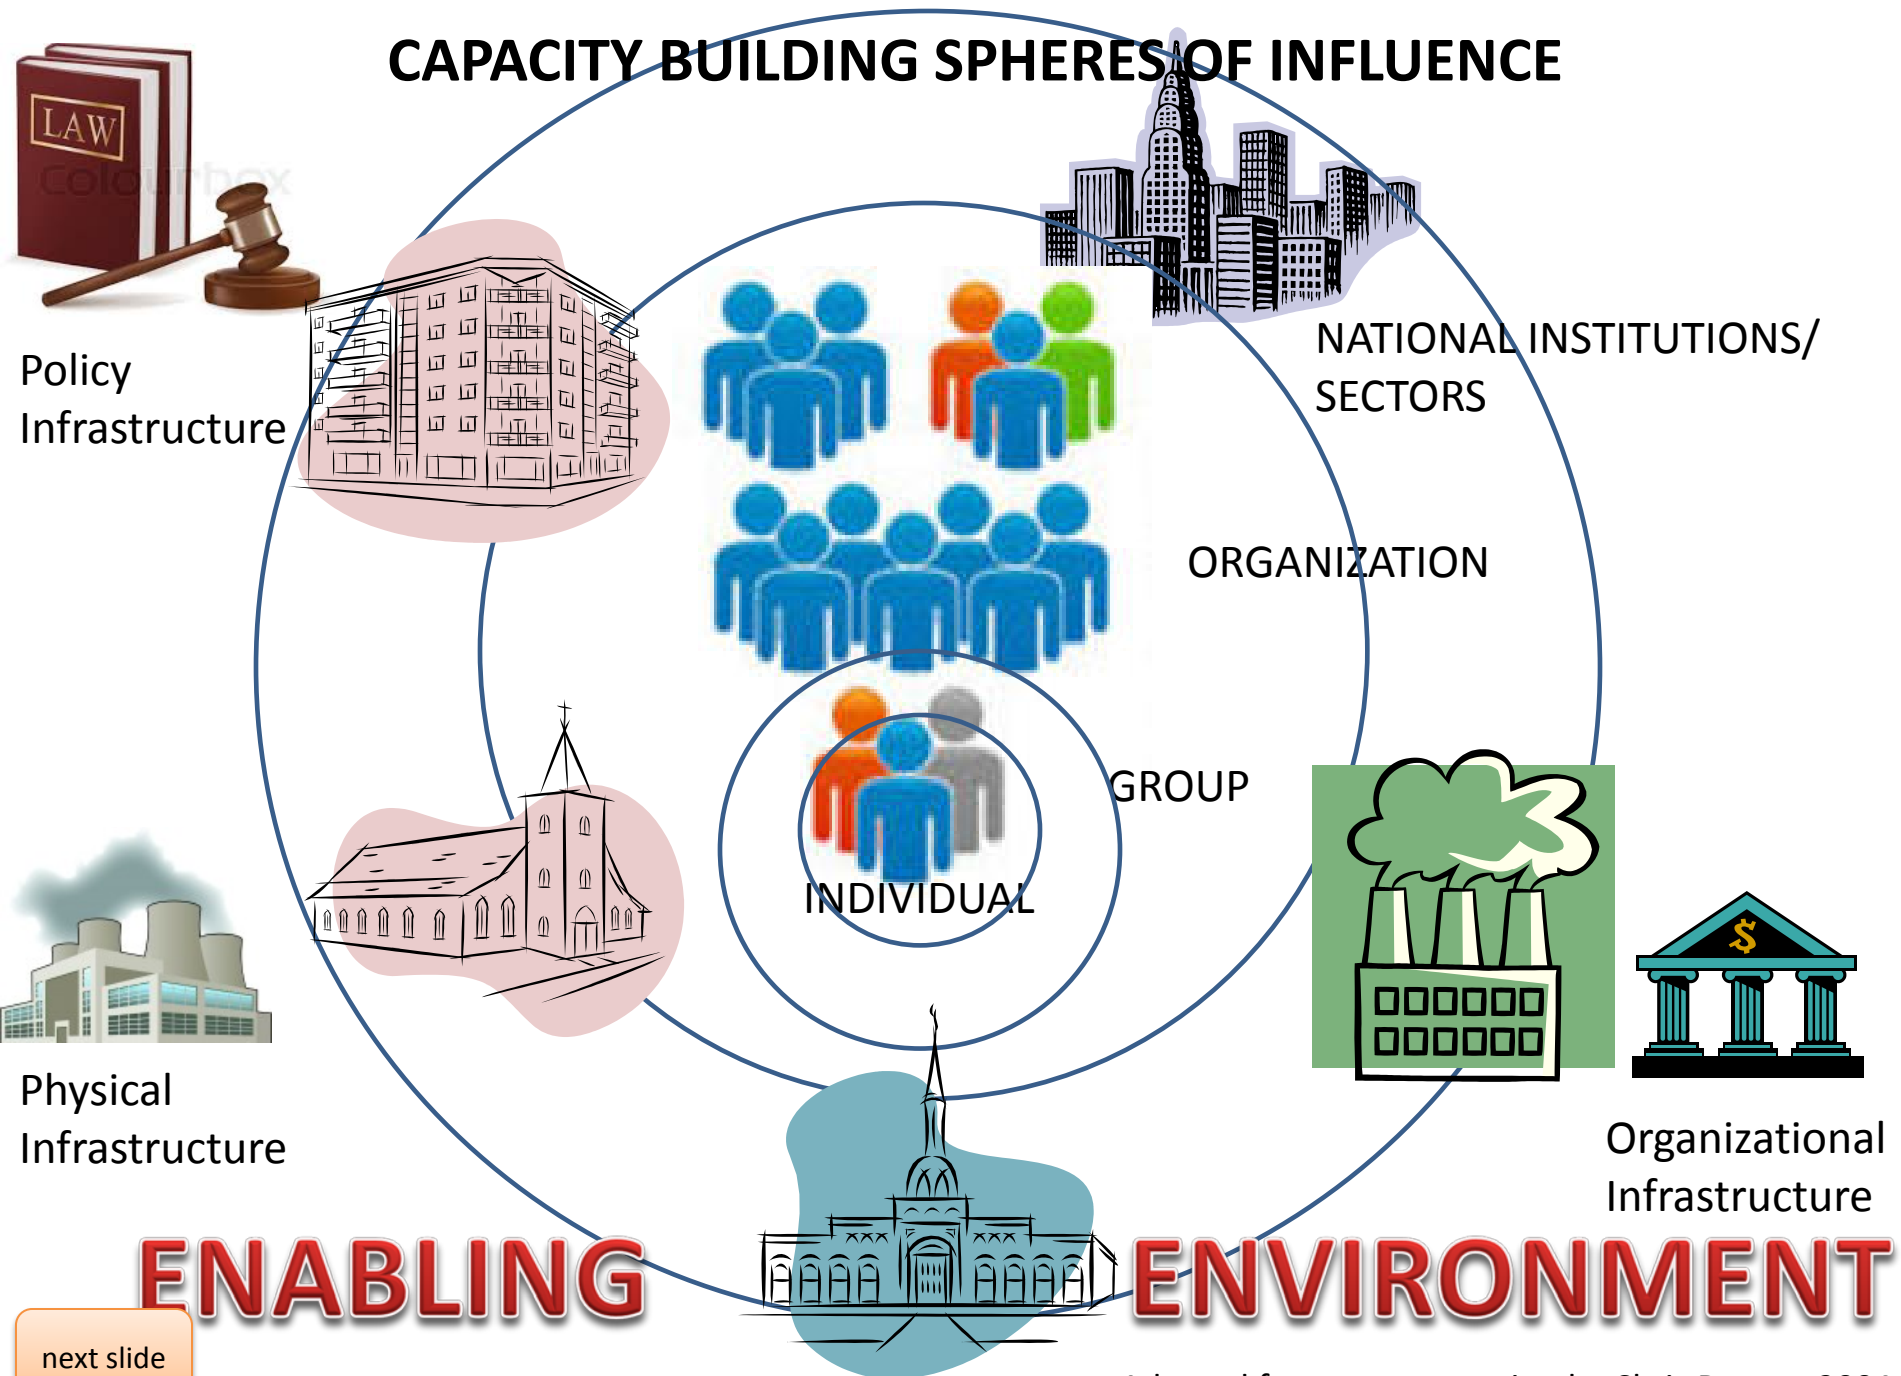 CAPACITY BUILDING SPHERES OF INFLUENCE
LAW
Colourbox
Policy
Infrastructure
NATIONAL INSTITUTIONS/
SECTORS
ORGANIZATION
GROUP
INDIVIDUAL
$
Physical
Infrastructure
Organizational
Infrastructure
ENABLING ENVIRONMENT
next slide